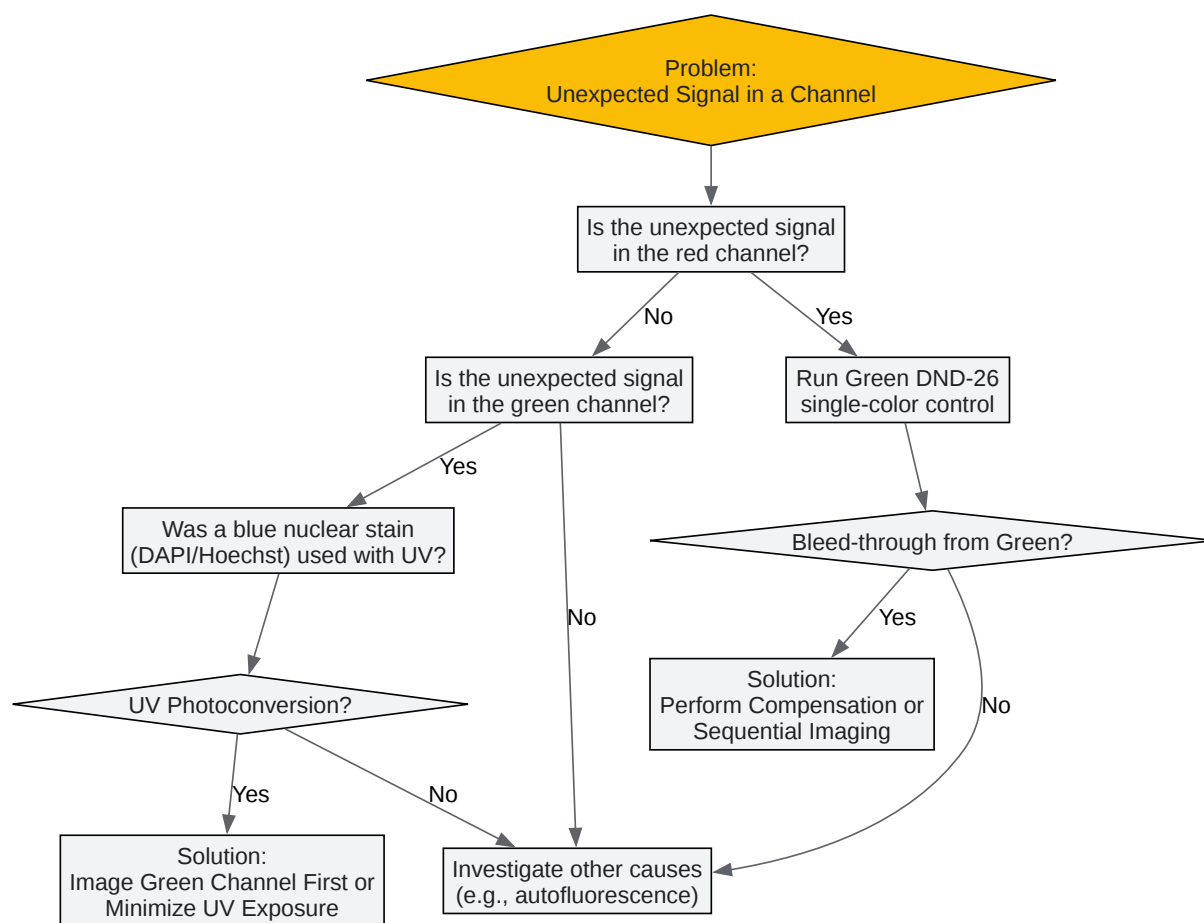 Problem:
Unexpected Signal in a Channel
Is the unexpected signal
in the red channel?
No
Yes
Is the unexpected signal
in the green channel?
Run Green DND-26
single-color control
Yes
Was a blue nuclear stain
(DAPI/Hoechst) used with UV?
Bleed-through from Green?
No
Yes
UV Photoconversion?
Solution:
Perform Compensation or
Sequential Imaging
No
Yes
No
Solution:
Image Green Channel First or
Minimize UV Exposure
Investigate other causes
(e.g., autofluorescence)